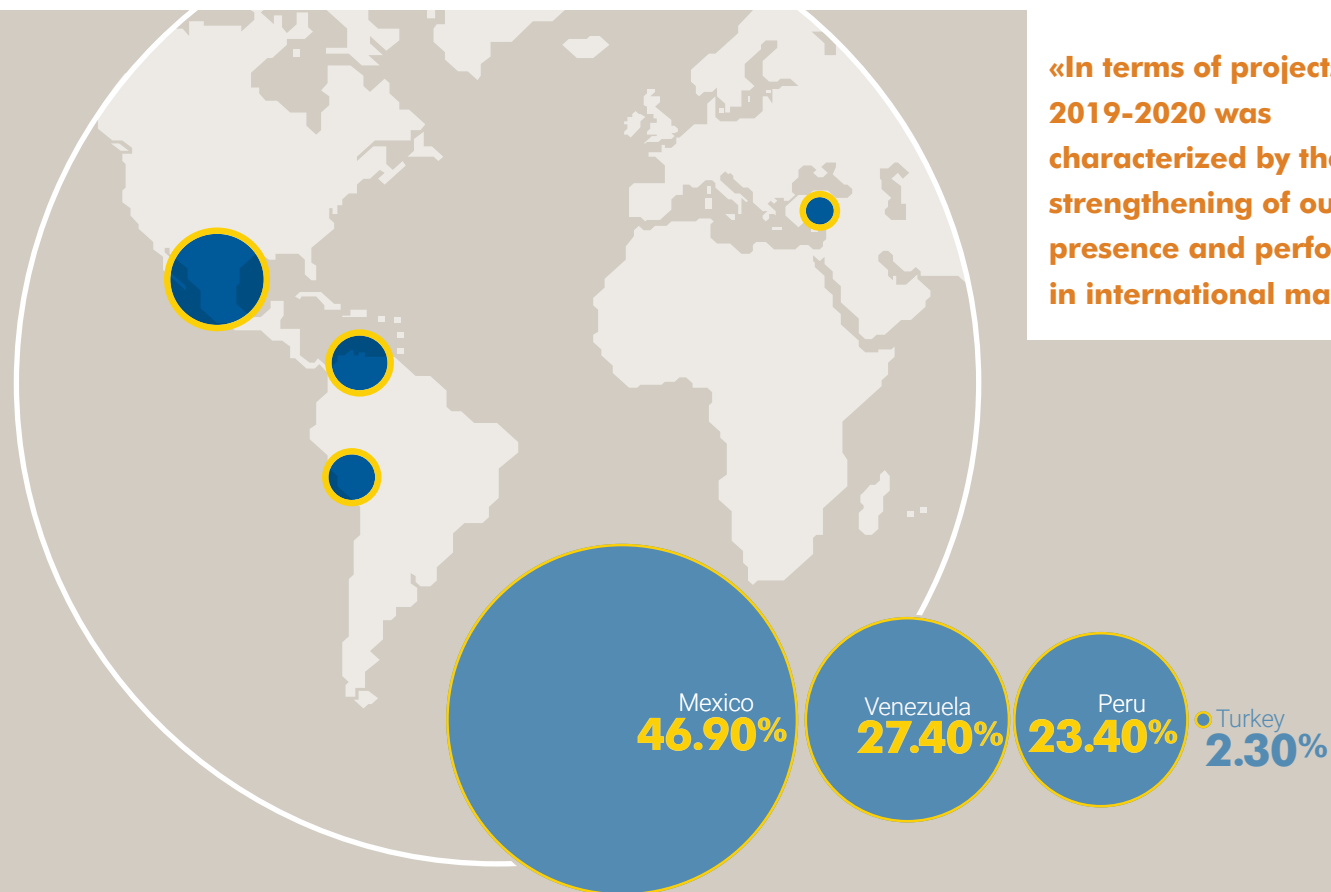 «In terms of project
2019-2020 was
characterized by the
strengthening of ou
presence and perfo
in international ma
Mexico
46.90%
Venezuela
27.40%
Peru
23.40%
Turkey
2.30%